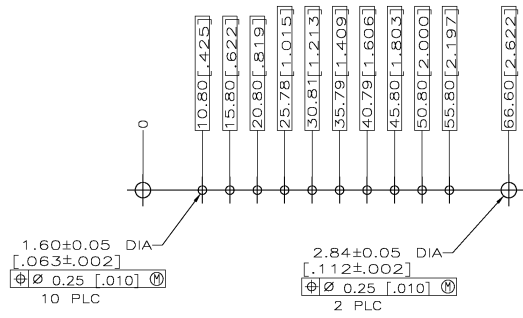 0
10.80[.425]
15.80[.622]
20.80[.819]
25.78[1.015]
30.81[1.213]
35.79[1.409]
40.79[1.606]
45.80[1.803]
50.80[2.000]
55.80[2.197]
66.60[2.622]
1.60±0.05 DIA
[.063±.002]
⌖ Ø 0.25 [.010] Ⓜ
10 PLC
2.84±0.05 DIA
[.112±.002]
⌖ Ø 0.25 [.010] Ⓜ
2 PLC